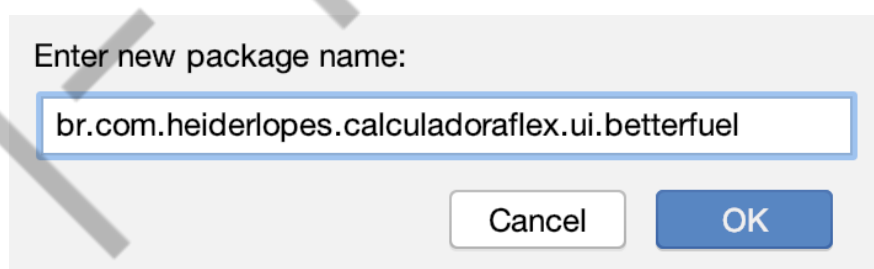 Enter new package name:
br.com.heiderlopes.calculadoraflex.ui.betterfuel
Cancel OK